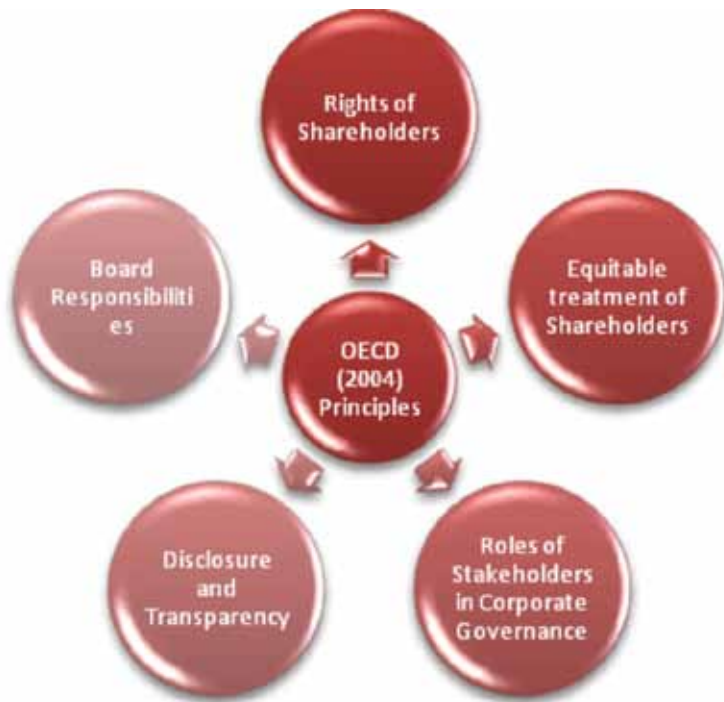 Rights of
Shareholders
Equitable
treatment of
Shareholders
Roles of
Stakeholders
in Corporate
Governance
Disclosure
and
Transparency
Board
Responsibiliti
es
OECD
(2004)
Principles